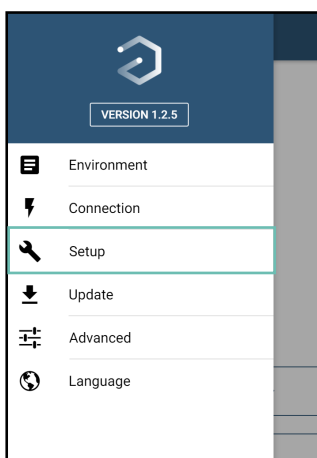 VERSION 1.2.5
Environment
Connection
Setup
Update
Advanced
Language